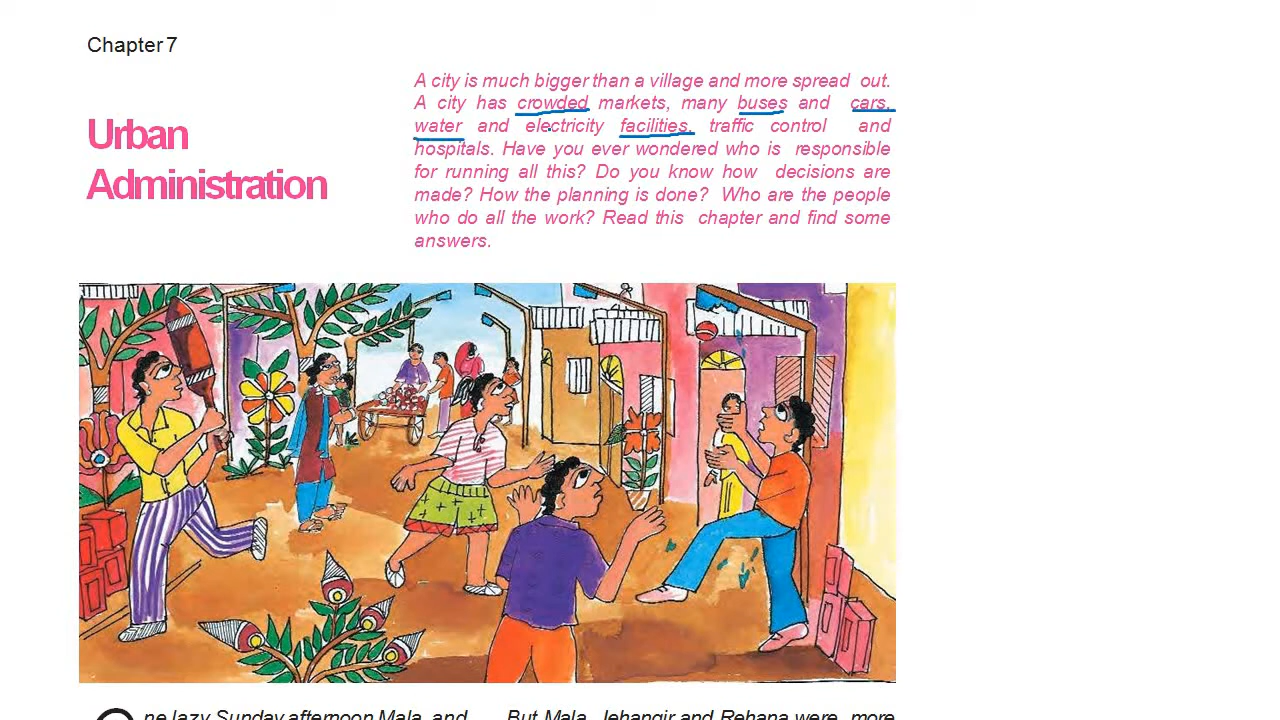 Chapter 7
Urban
Administration
A city is much bigger than a village and more spread out.
A city has crowded markets, many buses and cars,
water and electricity facilities, traffic control and
hospitals. Have you ever wondered who is responsible
for running all this? Do you know how decisions are
made? How the planning is done? Who are the people
who do all the work? Read this chapter and find some
answers.
One lazy Sunday afternoon Mala and
But Mala, Jehangir and Rehana were more